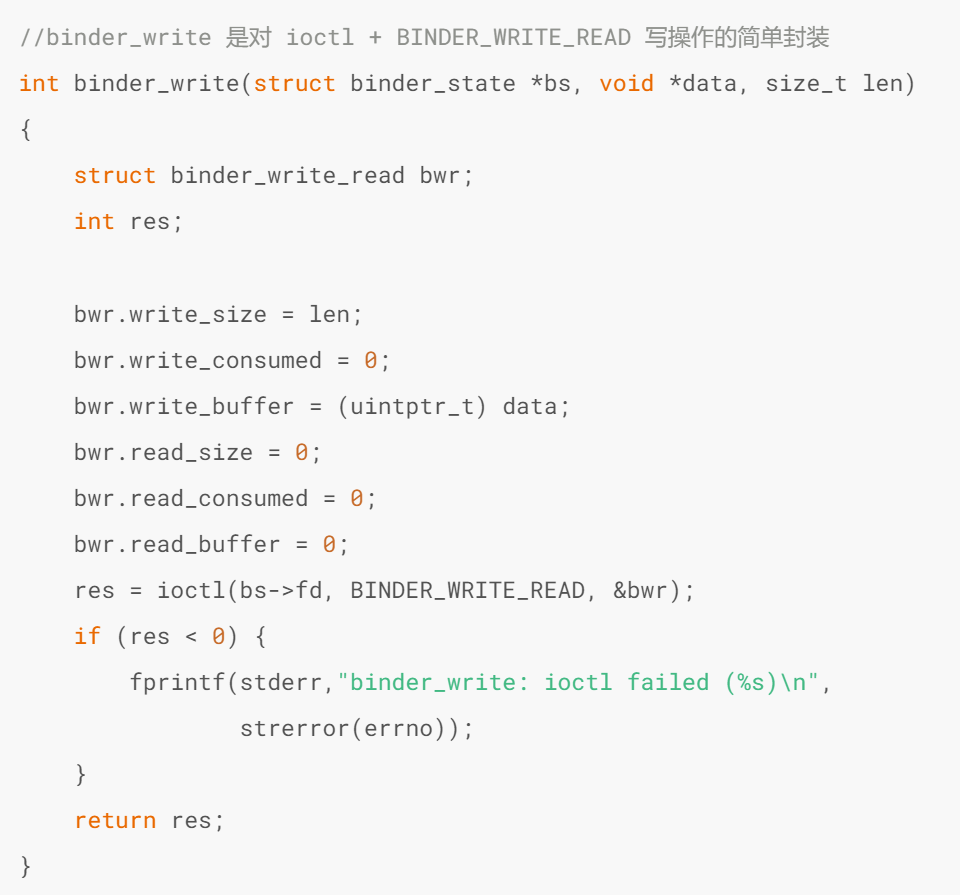 //binder_write 是对 ioctl + BINDER_WRITE_READ 写操作的简单封装
int binder_write(struct binder_state *bs, void *data, size_t len)
{
    struct binder_write_read bwr;
    int res;

    bwr.write_size = len;
    bwr.write_consumed = 0;
    bwr.write_buffer = (uintptr_t) data;
    bwr.read_size = 0;
    bwr.read_consumed = 0;
    bwr.read_buffer = 0;
    res = ioctl(bs->fd, BINDER_WRITE_READ, &bwr);
    if (res < 0) {
        fprintf(stderr,"binder_write: ioctl failed (%s)\n",
                strerror(errno));
    }
    return res;
}